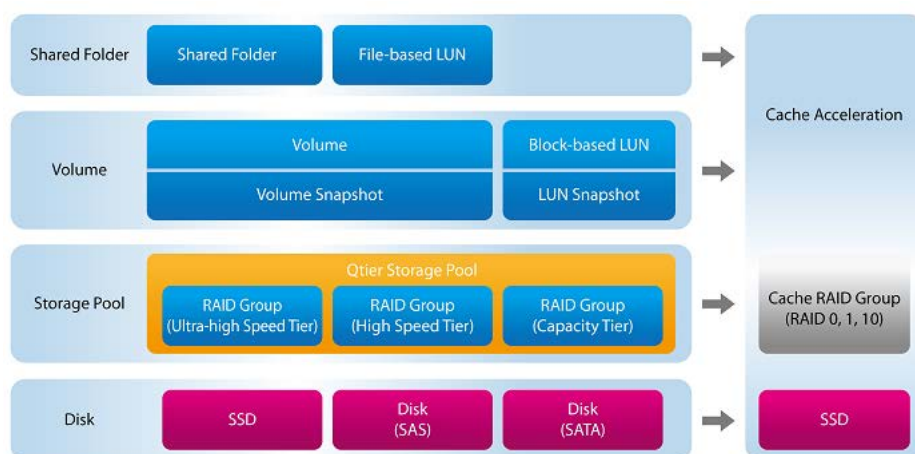 Shared Folder
Shared Folder
File-based LUN
Cache Acceleration
Volume
Volume
Block-based LUN
Volume Snapshot
LUN Snapshot
Storage Pool
Qtier Storage Pool
RAID Group
(Ultra-high Speed Tier)
RAID Group
(High Speed Tier)
RAID Group
(Capacity Tier)
Cache RAID Group
(RAID 0, 1, 10)
Disk
SSD
Disk
(SAS)
Disk
(SATA)
SSD